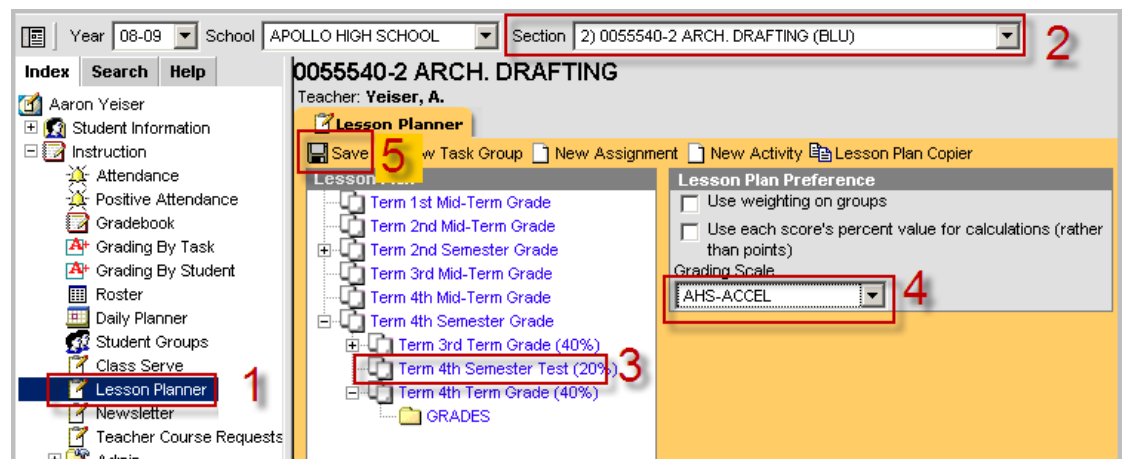 Year 08-09 School APOLLO HIGH SCHOOL Section 2) 0055540-2 ARCH. DRAFTING (BLU) 2
Index Search Help
0055540-2 ARCH. DRAFTING
Teacher: Yeiser, A.
Aaron Yeiser
Student Information
Instruction
Attendance
Positive Attendance
Gradebook
Grading By Task
Grading By Student
Roster
Daily Planner
Student Groups
Class Serve
Lesson Planner 1
Newsletter
Teacher Course Requests
Lesson Planner
Save 5 w Task Group New Assignment New Activity Lesson Plan Copier
Term 1st Mid-Term Grade
Term 2nd Mid-Term Grade
Term 2nd Semester Grade
Term 3rd Mid-Term Grade
Term 4th Mid-Term Grade
Term 4th Semester Grade
Term 3rd Term Grade (40%)
Term 4th Semester Test (20%) 3
Term 4th Term Grade (40%)
GRADES
Lesson Plan Preference
Use weighting on groups
Use each score's percent value for calculations (rather
than points)
Grading Scale
AHS-ACCEL 4